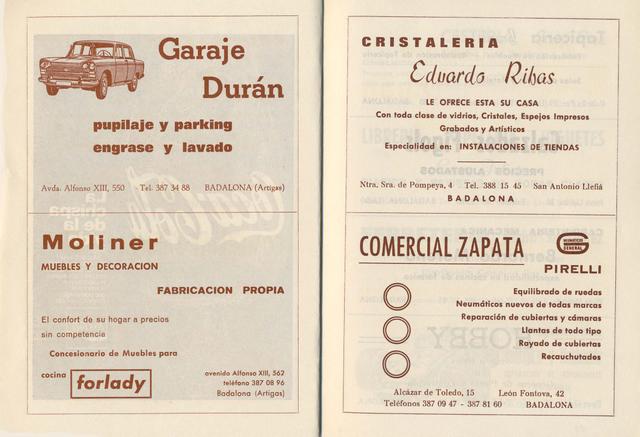 Garaje
Durán
pupilaje y parking
engrase y lavado
Avda. Alfonso XIII, 550 - Tel. 387 34 88 BADALONA (Artigas)
Moliner
MUEBLES Y DECORACION
FABRICACION PROPIA
El confort de su hogar a precios
sin competencia
Concesionario de Muebles para
cocina forlady
avenida Alfonso XIII, 562
teléfono 387 08 96
Badalona (Artigas)
CRISTALERIA
Eduardo Ribas
LE OFRECE ESTA SU CASA
Con toda clase de vidrios, Cristales, Espejos Impresos
Grabados y Artísticos
Especialidad en: INSTALACIONES DE TIENDAS
Ntra. Sra. de Pompeya, 4 Tel. 388 15 45 San Antonio Llefiá
BADALONA
COMERCIAL ZAPATA
NEUMATICOS
GENERAL
PIRELLI
Equilibrado de ruedas
Neumáticos nuevos de todas marcas
Reparación de cubiertas y cámaras
Llantas de todo tipo
Rayado de cubiertas
Recauchutados
Alcázar de Toledo, 15 León Fontova, 42
Teléfonos 387 09 47 - 387 81 60 BADALONA